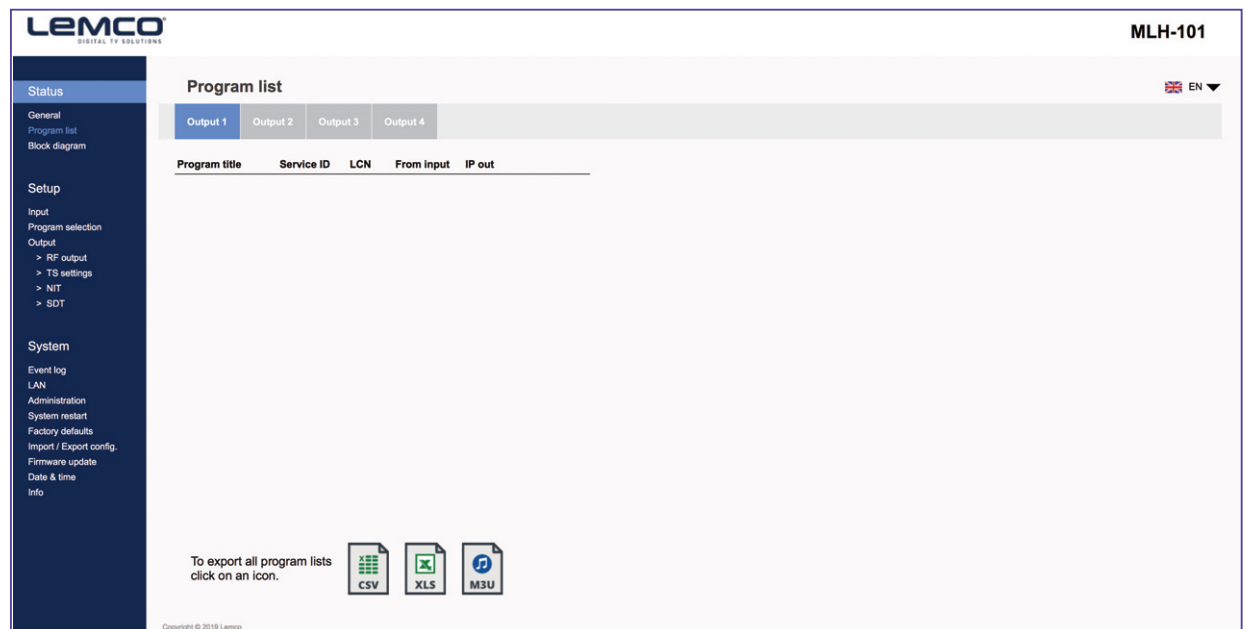 Lemco
DIGITAL TV SOLUTIONS
MLH-101
Status
General
Program list
Block diagram
Setup
Input
Program selection
Output
> RF output
> TS settings
> NIT
> SDT
System
Event log
LAN
Administration
System restart
Factory defaults
Import / Export config.
Firmware update
Date & time
Info
Program list
EN
Output 1 Output 2 Output 3 Output 4
Program title Service ID LCN From input IP out
To export all program lists
click on an icon.
X
CSV
X
XLS
M3U
Copyright © 2019 Lemco